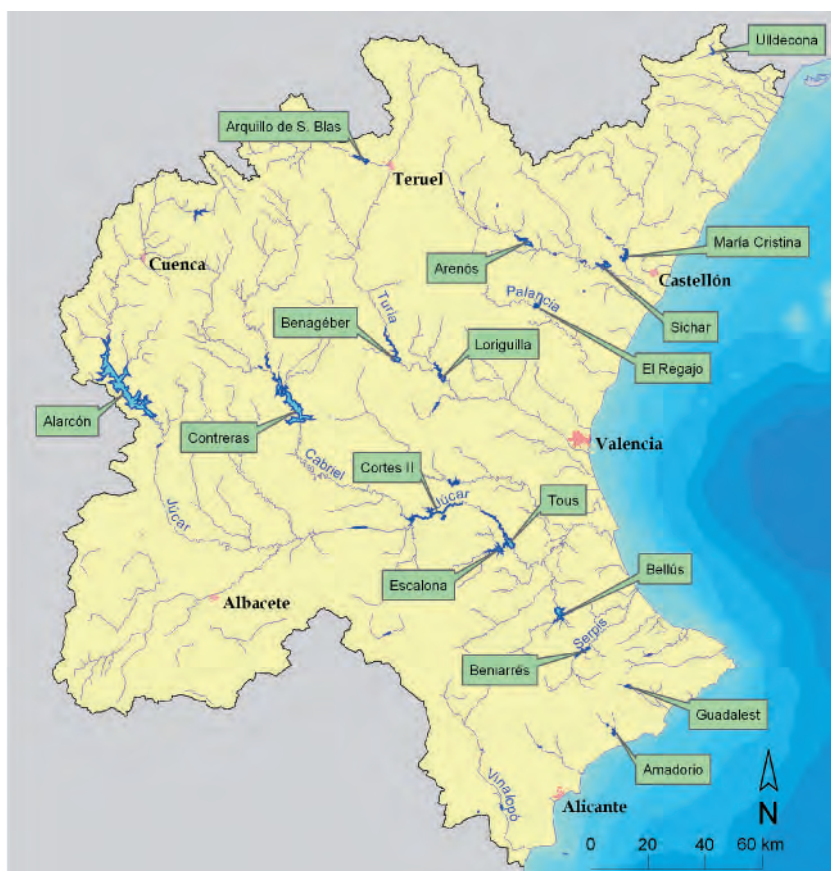 Ulldecona
Arquillo de S. Blas
Teruel
María Cristina
Arenós
Cuenca
Castellón
Palancia
Sichar
Turia
Benagéber
Loriguilla
El Regajo
Alarcón
Contreras
Valencia
Cabriel
Cortes II
Júcar
Júcar
Tous
Escalona
Bellús
Albacete
Serpis
Beniarrés
Guadalest
Amadorio
Vinalopó
Alicante
N
0 20 40 60 km